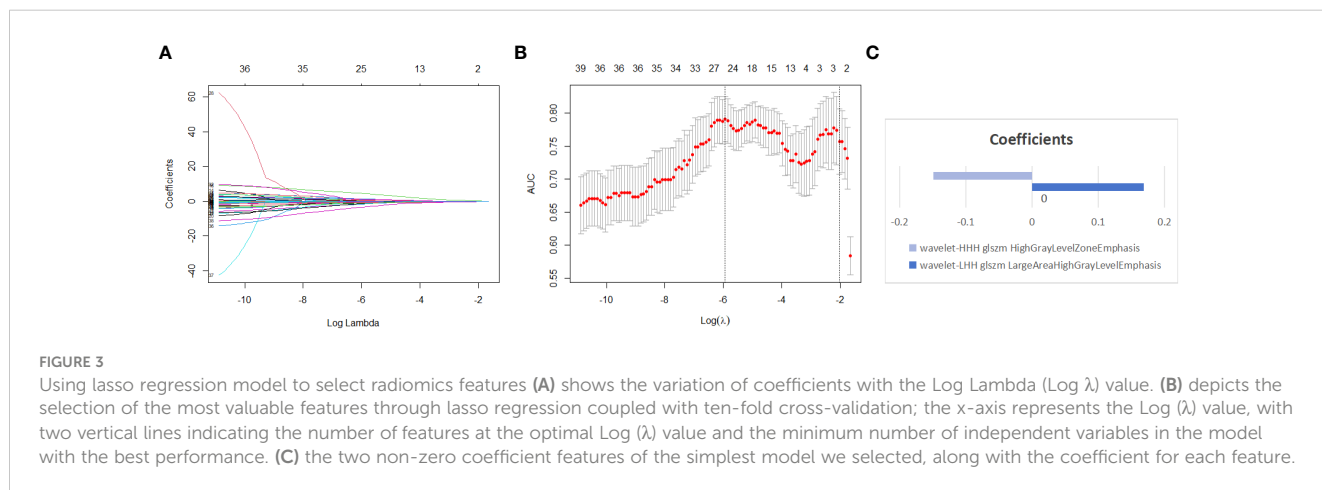 A
36 35 25 13 2
60
40
20
0
-20
-40
Coefficients
-10 -8 -6 -4 -2
Log Lambda
B
39 36 36 36 35 34 33 27 24 18 15 13 4 3 3 2
0.80
0.75
0.70
0.65
0.60
0.55
AUC
-10 -8 -6 -4 -2
Log(λ)
C
Coefficients
0
-0.2 -0.1 0 0.1 0.2
wavelet-HHH glszm HighGrayLevelZoneEmphasis
wavelet-LHH glszm LargeAreaHighGrayLevelEmphasis
FIGURE 3
Using lasso regression model to select radiomics features (A) shows the variation of coefficients with the Log Lambda (Log λ) value. (B) depicts the
selection of the most valuable features through lasso regression coupled with ten-fold cross-validation; the x-axis represents the Log (λ) value, with
two vertical lines indicating the number of features at the optimal Log (λ) value and the minimum number of independent variables in the model
with the best performance. (C) the two non-zero coefficient features of the simplest model we selected, along with the coefficient for each feature.